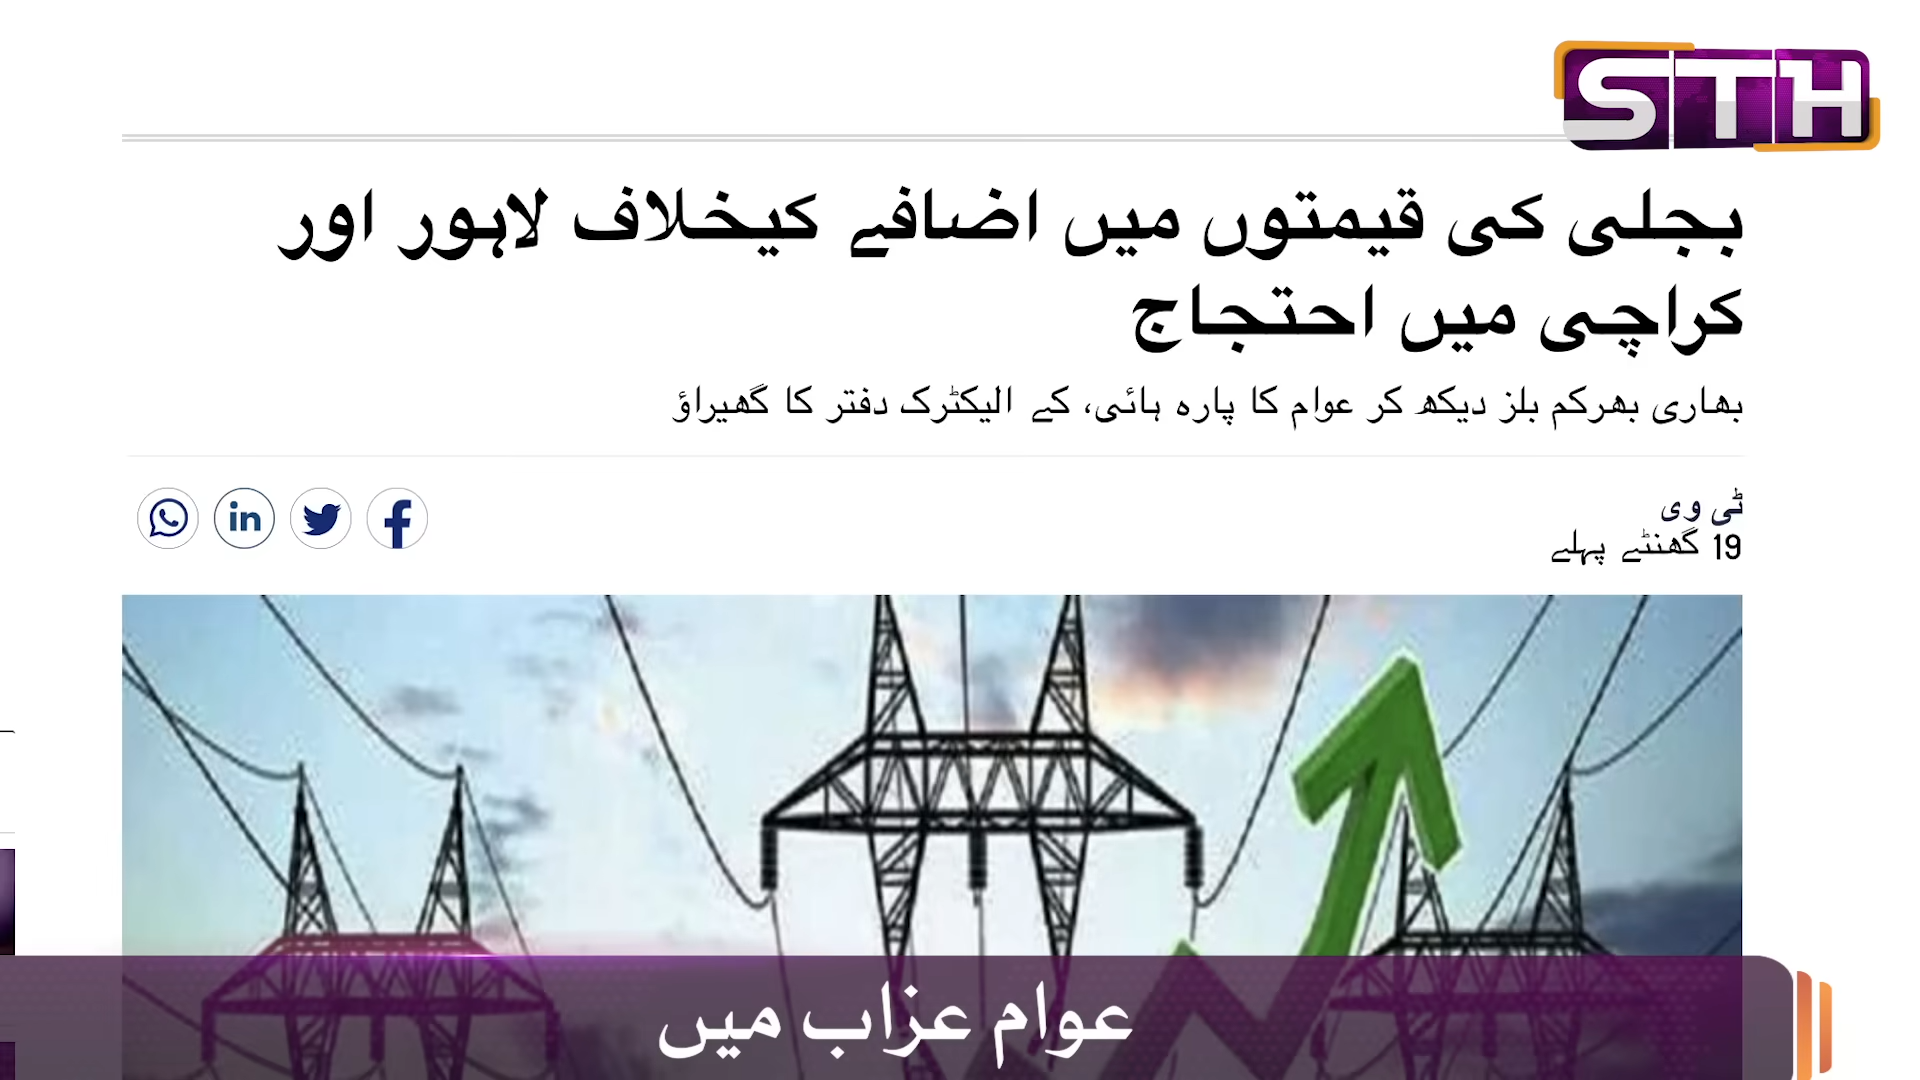 STH
بجلی کی قیمتوں میں اضافے کیخلاف لاہور اور
کراچی میں احتجاج
بھاری بھرکم بلز دیکھ کر عوام کا پارہ ہائی، کے الیکٹرک دفتر کا گھیراؤ
ٹی وی
19 گھنٹے پہلے
عوام عزاب میں